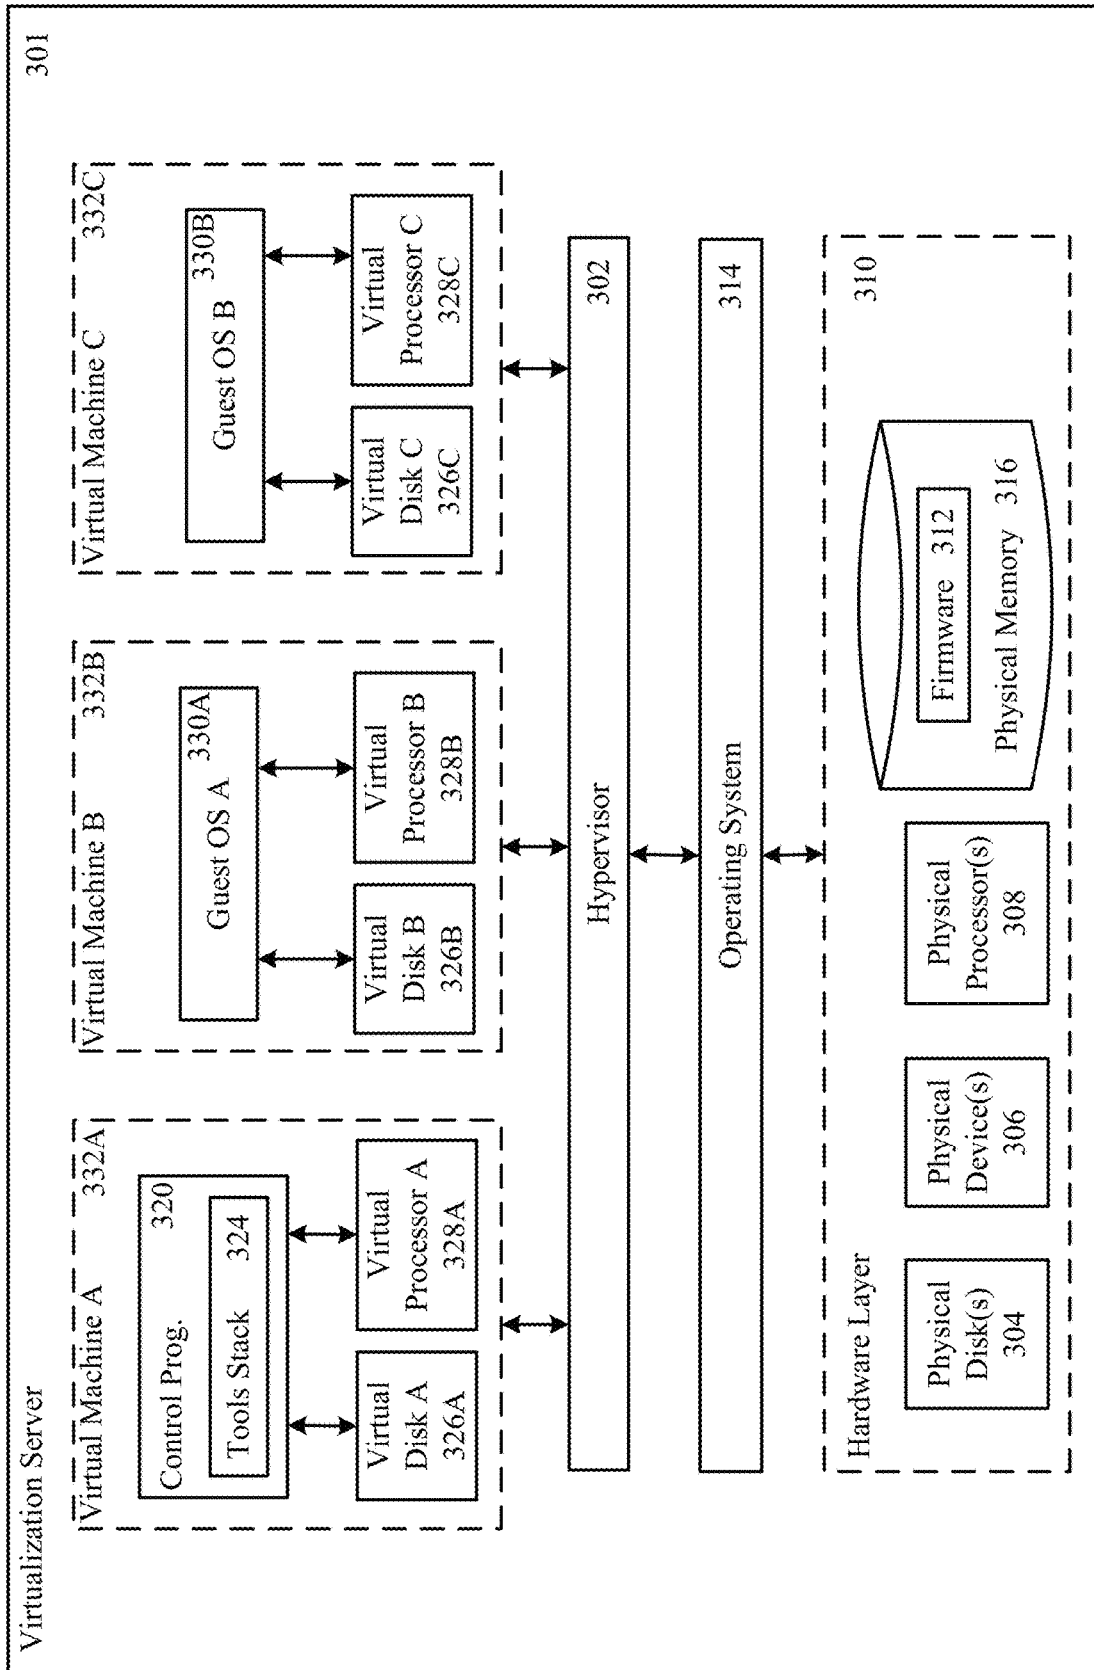 Virtualization Server
301
Virtual Machine A
332A
Control Prog.
320
Tools Stack
324
Virtual
Disk A
326A
Virtual
Processor A
328A
Virtual Machine B
332B
330A
Guest OS A
Virtual
Disk B
326B
Virtual
Processor B
328B
Virtual Machine C
332C
330B
Guest OS B
Virtual
Disk C
326C
Virtual
Processor C
328C
Hypervisor
302
Operating System
314
Hardware Layer
310
Physical
Disk(s)
304
Physical
Device(s)
306
Physical
Processor(s)
308
Firmware 312
Physical Memory 316